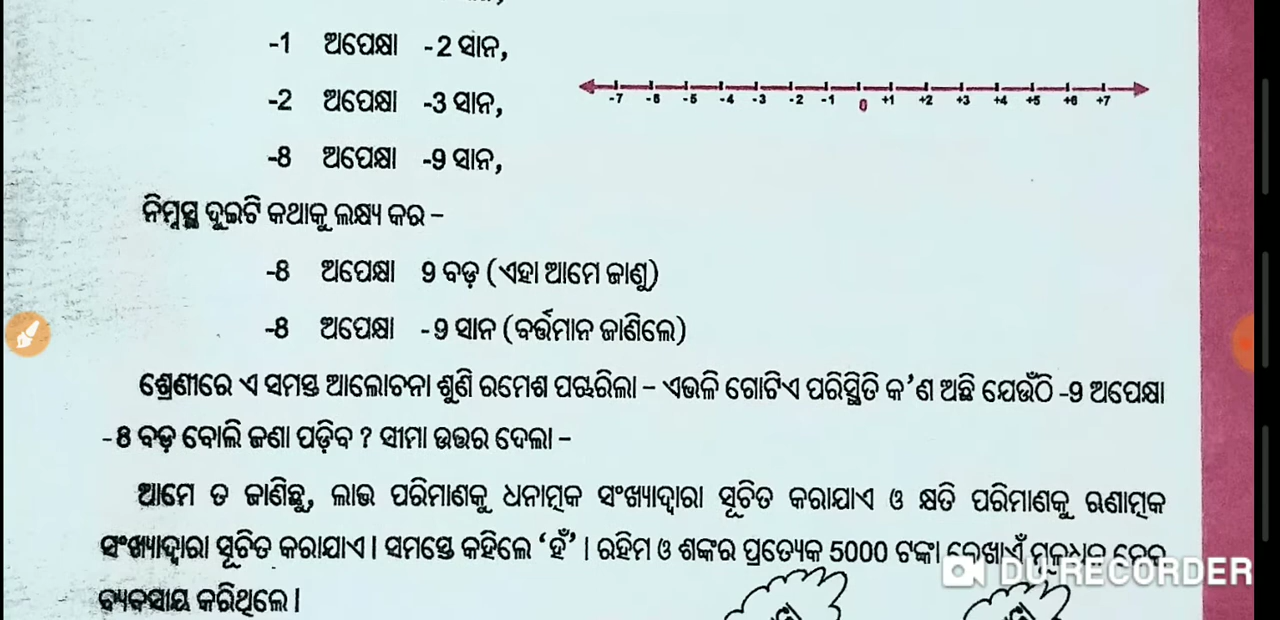 -1 ଅପେକ୍ଷା -2 ସାନ,
-2 ଅପେକ୍ଷା -3 ସାନ,
-7 -6 -5 -4 -3 -2 -1 0 +1 +2 +3 +4 +5 +6 +7
-8 ଅପେକ୍ଷା -9 ସାନ,
ନିମ୍ନସ୍ଥ ଦୁଇଟି କଥାକୁ ଲକ୍ଷ୍ୟ କର –
-8 ଅପେକ୍ଷା 9 ବଡ଼ (ଏହା ଆମେ ଜାଣୁ)
-8 ଅପେକ୍ଷା -9 ସାନ (ବର୍ତ୍ତମାନ ଜାଣିଲେ)
ଶ୍ରେଣୀରେ ଏ ସମସ୍ତ ଆଲୋଚନା ଶୁଣି ରମେଶ ପଚ୍ଚାରିଲା – ଏଭଳି ଗୋଟିଏ ପରିସ୍ଥିତି କ'ଣ ଅଛି ଯେଉଁଠି -9 ଅପେକ୍ଷା
-8 ବଡ଼ ବୋଲି ଜଣା ପଡ଼ିବ ? ସୀମା ଉତ୍ତର ଦେଲା –
ଆମେ ତ ଜାଣିଛୁ, ଲାଭ ପରିମାଣକୁ ଧନାତ୍ମକ ସଂଖ୍ୟାଦ୍ୱାରା ସୂଚିତ କରାଯାଏ ଓ କ୍ଷତି ପରିମାଣକୁ ଋଣାତ୍ମକ
ସଂଖ୍ୟାଦ୍ୱାରା ସୂଚିତ କରାଯାଏ । ସମସ୍ତେ କହିଲେ ‘ହଁ’ । ରହିମ ଓ ଶଙ୍କର ପ୍ରତ୍ୟେକ 5000 ଟଙ୍କା ଲେଖାଏଁ ମୂଳଧନ ନେଇ
DU RECORDER
ବ୍ୟବସାୟ କରିଥିଲେ ।